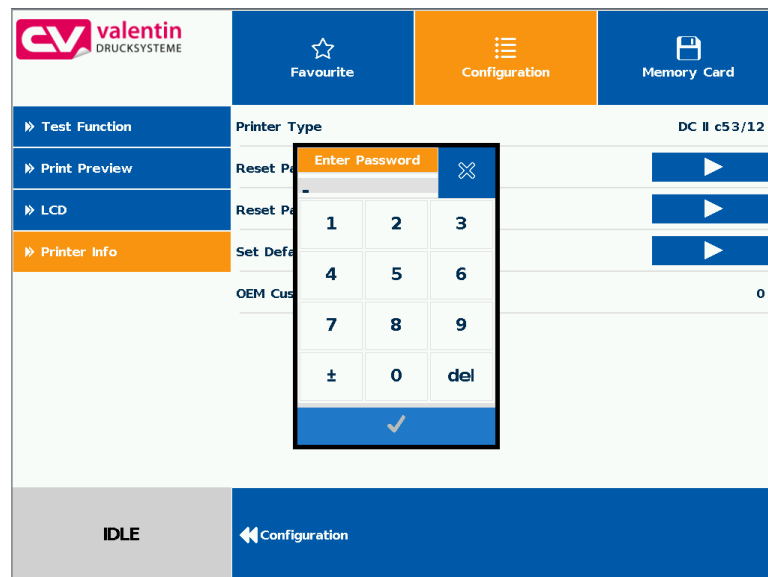 CV valentin
DRUCKSYSTEME
Favourite
Configuration
Memory Card
Test Function
Print Preview
LCD
Printer Info
Printer Type DC II c53/12
Reset Pa
Reset Pa
Set Defa
OEM Cus 0
Enter Password
-
1 2 3
4 5 6
7 8 9
± 0 del
IDLE
Configuration